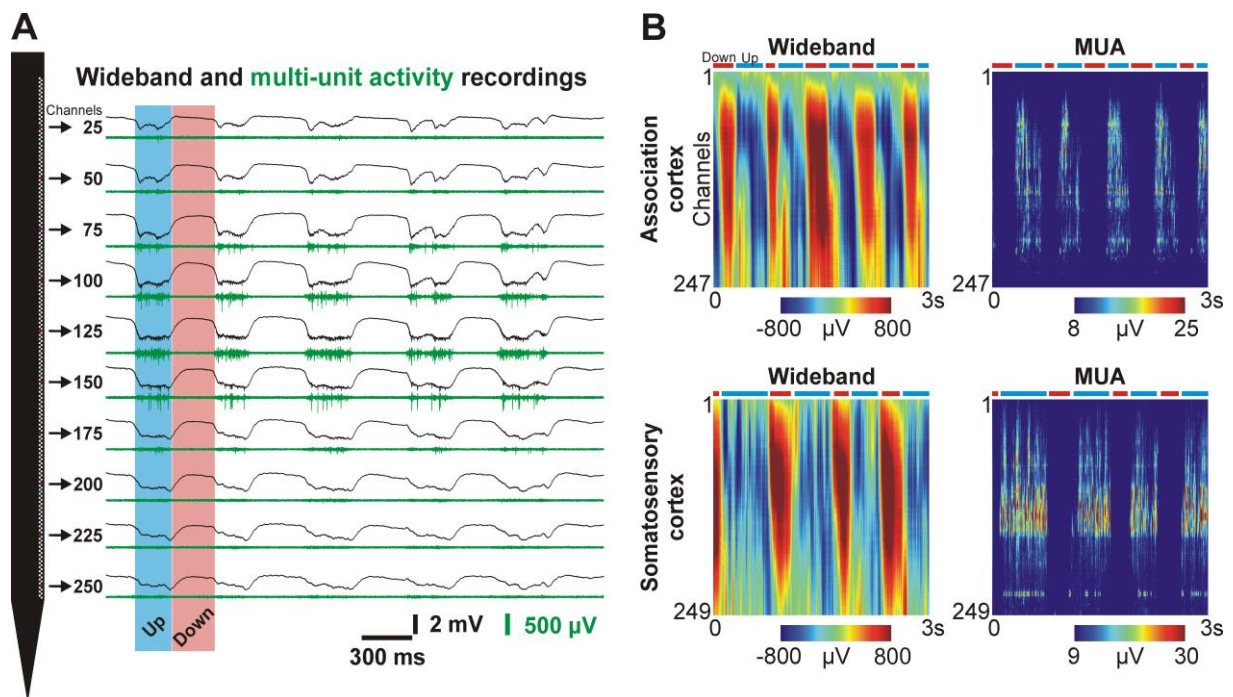 A
Wideband and multi-unit activity recordings
Channels
25
50
75
100
125
150
175
200
225
250
Up
Down
300 ms
2 mV
500 µV
B
Wideband
MUA
Down Up
Association
cortex
Channels
1
247
0
3s
-800 µV 800
1
247
0
3s
8 µV 25
Wideband
MUA
Somatosensory
cortex
1
249
0
3s
-800 µV 800
1
249
0
3s
9 µV 30